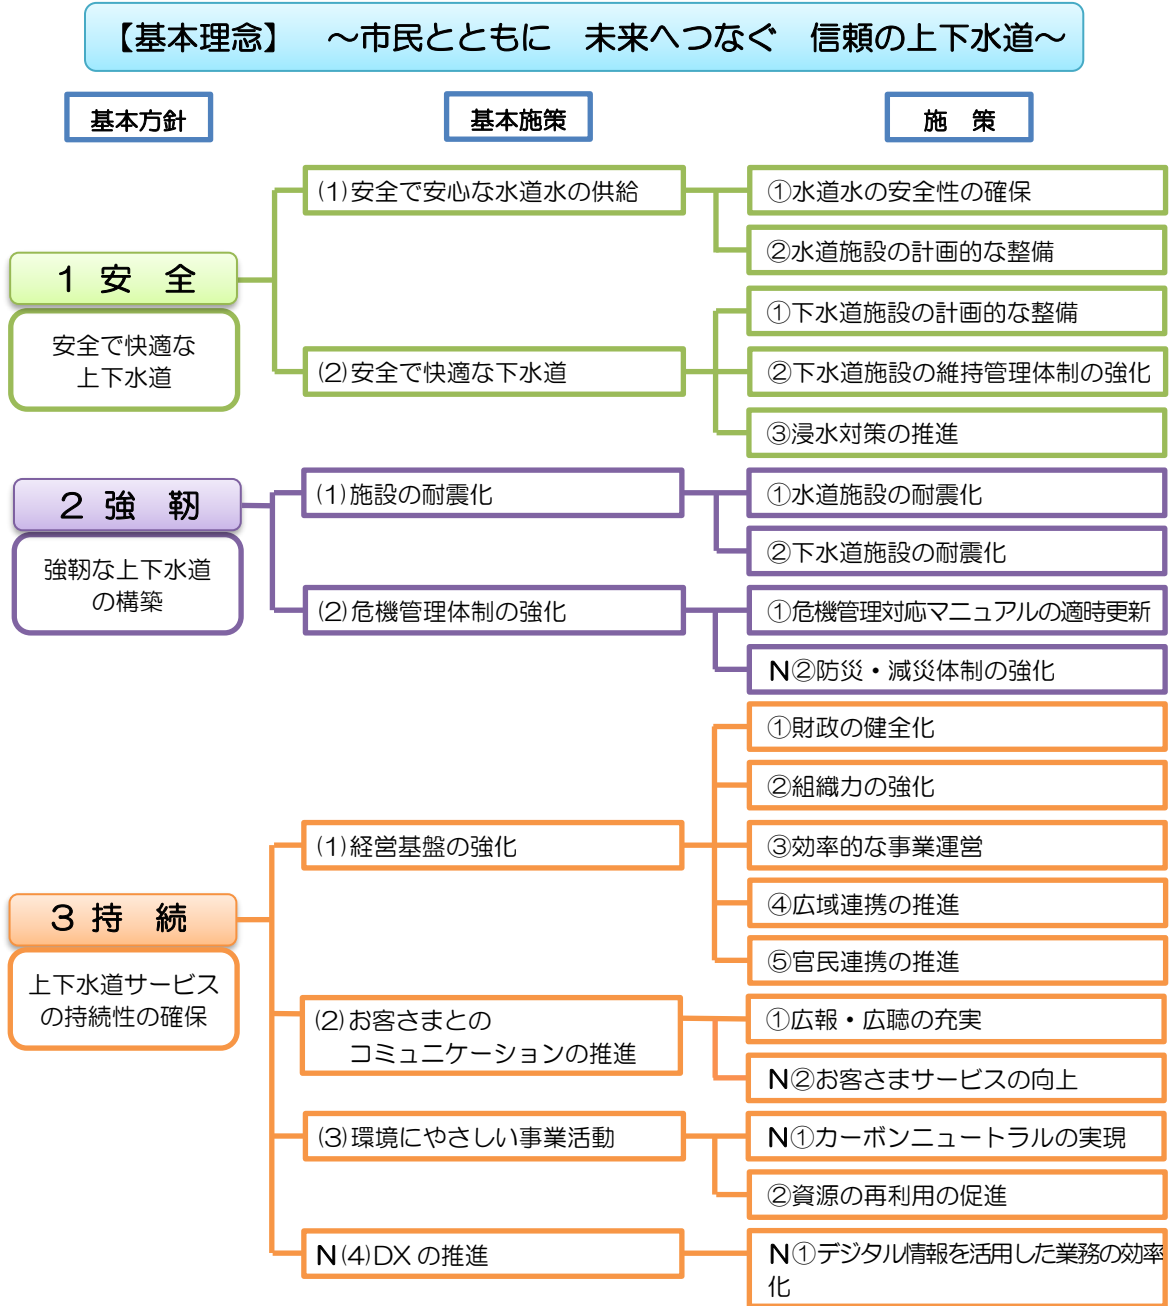 【基本理念】 ～市民とともに 未来へつなぐ 信頼の上下水道～
基本方針
基本施策
施 策
1 安 全
安全で快適な
上下水道
(1)安全で安心な水道水の供給
①水道水の安全性の確保
②水道施設の計画的な整備
(2)安全で快適な下水道
①下水道施設の計画的な整備
②下水道施設の維持管理体制の強化
③浸水対策の推進
2 強 靭
強靭な上下水道
の構築
(1)施設の耐震化
①水道施設の耐震化
②下水道施設の耐震化
(2)危機管理体制の強化
①危機管理対応マニュアルの適時更新
N②防災・減災体制の強化
3 持 続
上下水道サービス
の持続性の確保
(1)経営基盤の強化
①財政の健全化
②組織力の強化
③効率的な事業運営
④広域連携の推進
⑤官民連携の推進
(2)お客さまとの
コミュニケーションの推進
①広報・広聴の充実
N②お客さまサービスの向上
(3)環境にやさしい事業活動
N①カーボンニュートラルの実現
②資源の再利用の促進
N(4)DXの推進
N①デジタル情報を活用した業務の効率
化